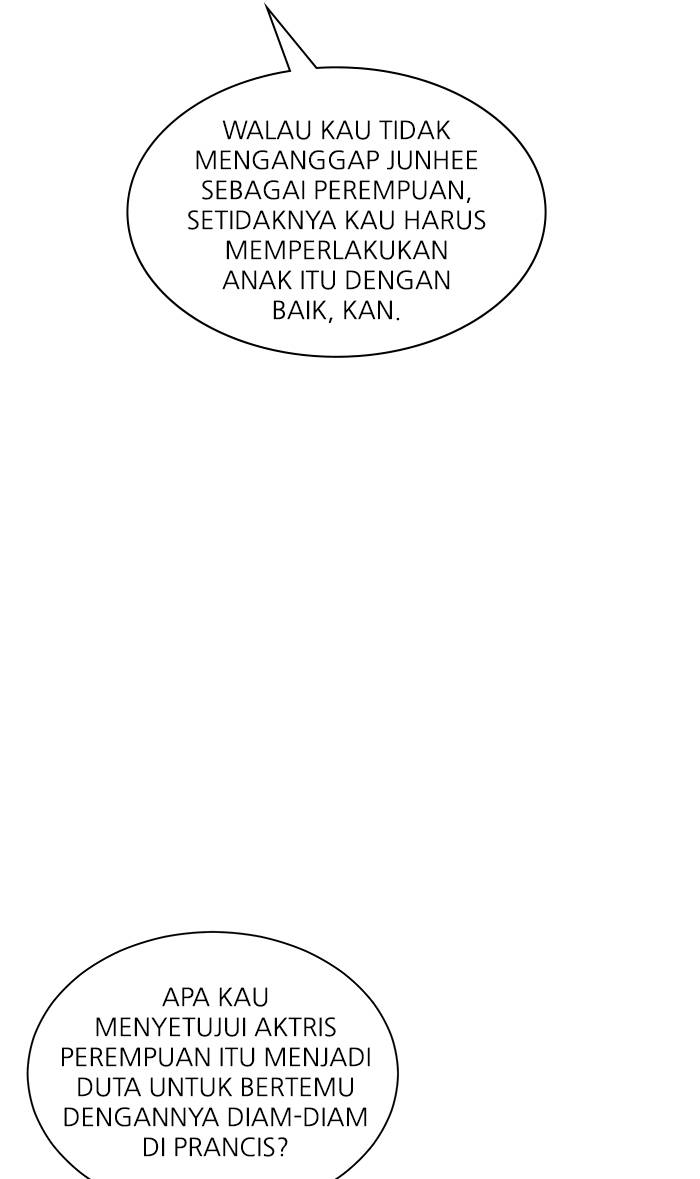 WALAU KAU TIDAK
MENGANGGAP JUNHEE
SEBAGAI PEREMPUAN,
SETIDAKNYA KAU HARUS
MEMPERLAKUKAN
ANAK ITU DENGAN
BAIK, KAN.
APA KAU
MENYETUJUI AKTRIS
PEREMPUAN ITU MENJADI
DUTA UNTUK BERTEMU
DENGANNYA DIAM-DIAM
DI PRANCIS?